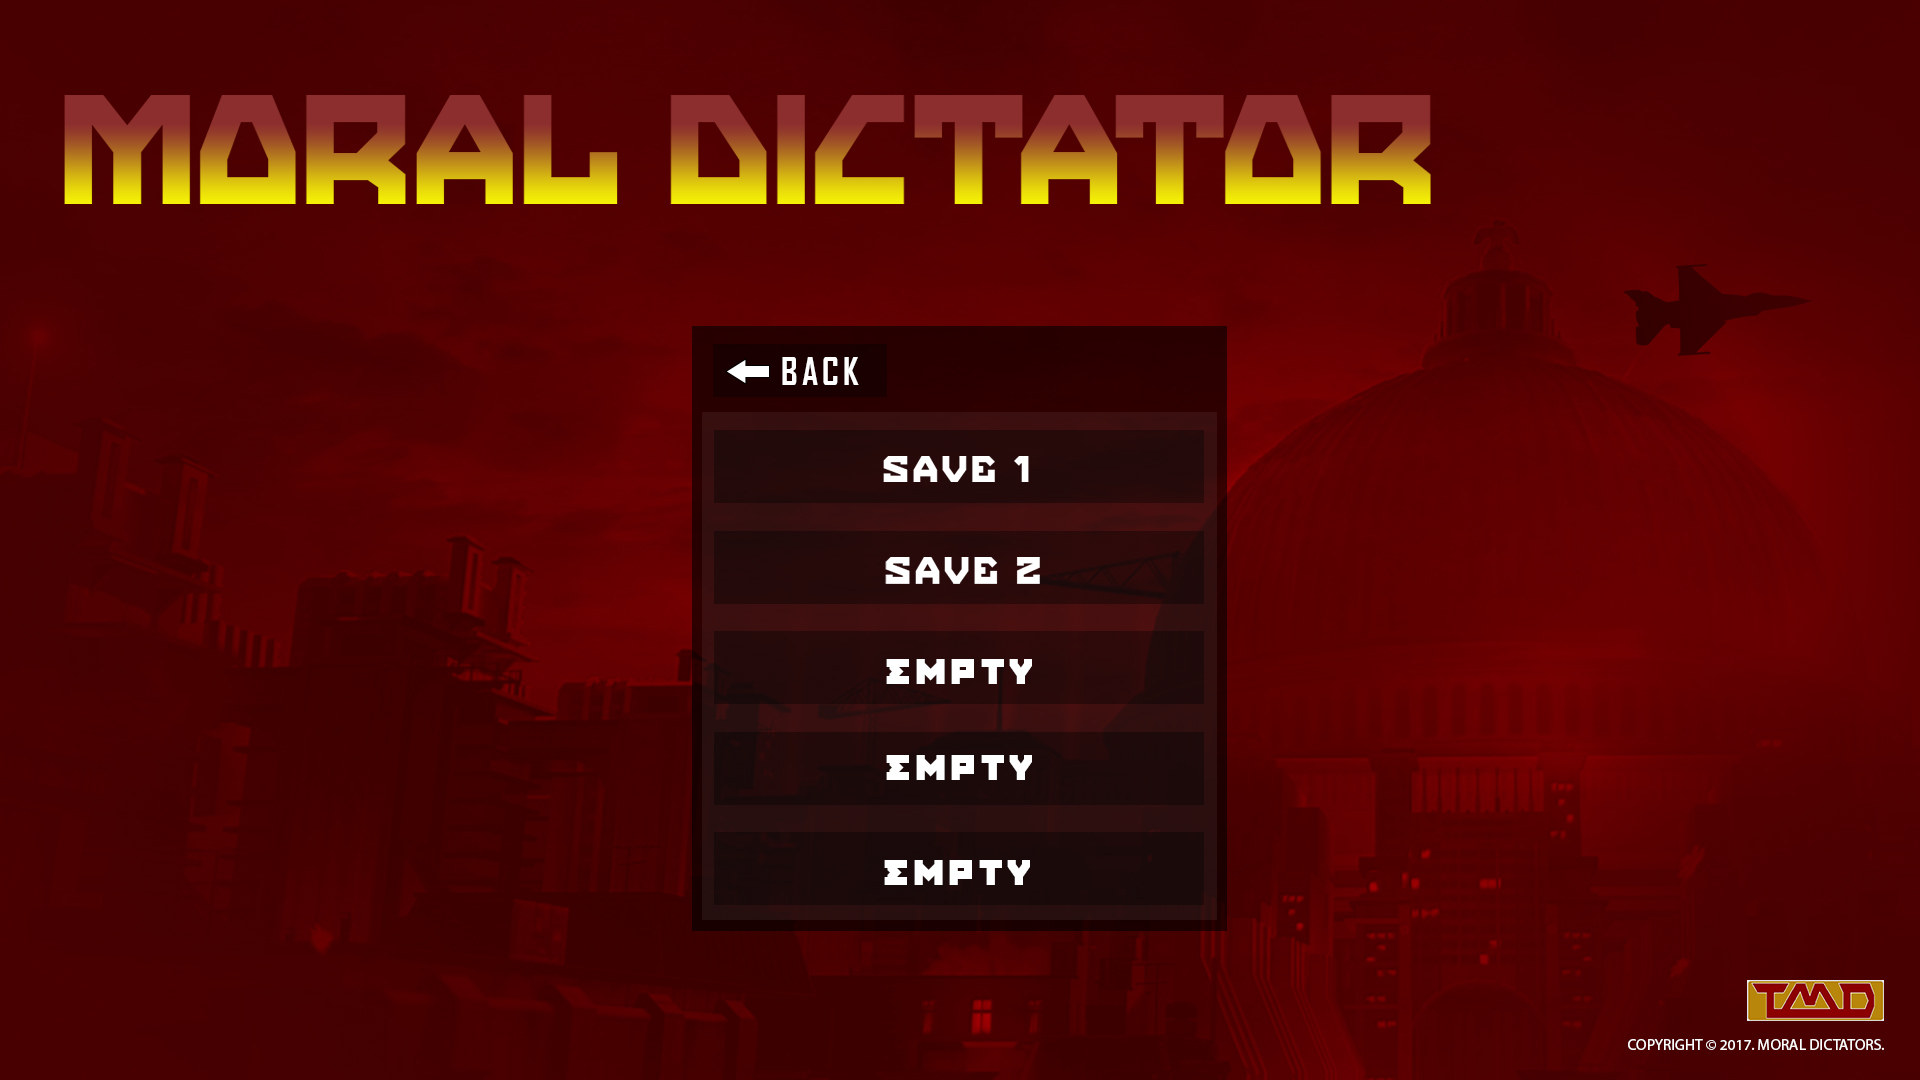 MORAL DICTATOR
BACK
SAVE 1
SAVE 2
EMPTY
EMPTY
EMPTY
TMD
COPYRIGHT © 2017. MORAL DICTATORS.